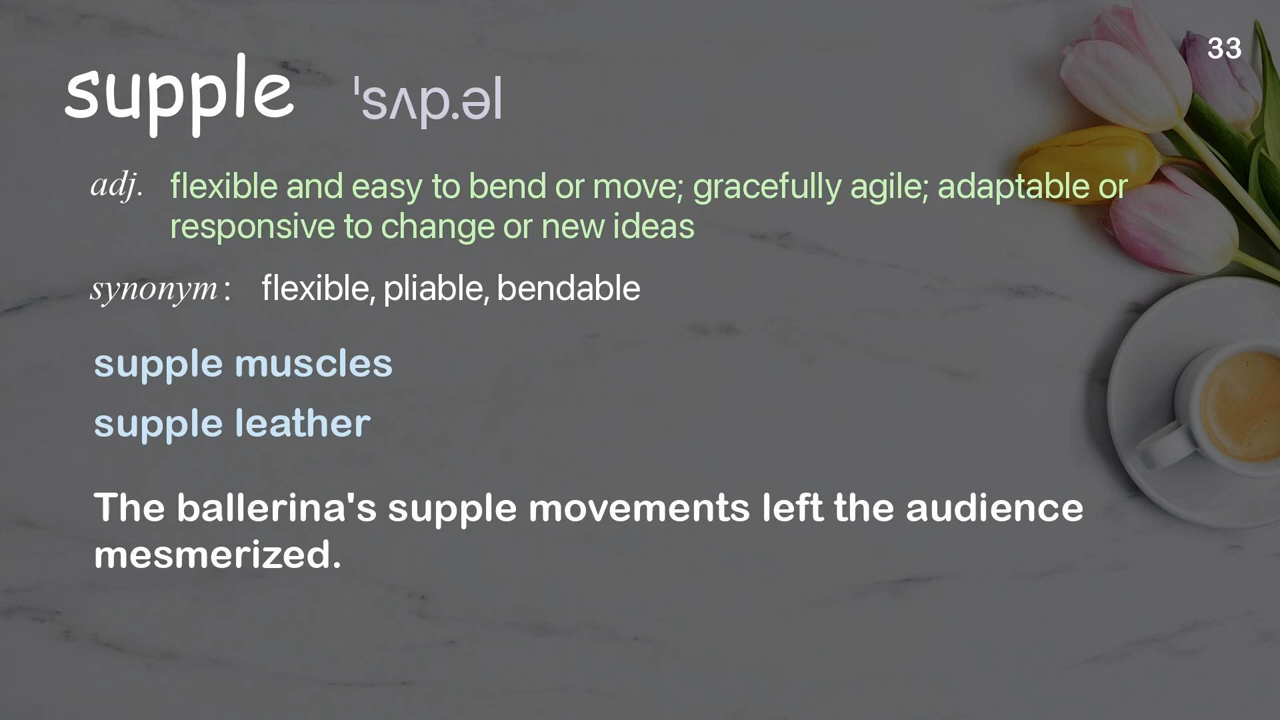 33
supple ˈsʌp.əl
adj. flexible and easy to bend or move; gracefully agile; adaptable or
responsive to change or new ideas
synonym: flexible, pliable, bendable
supple muscles
supple leather
The ballerina's supple movements left the audience
mesmerized.